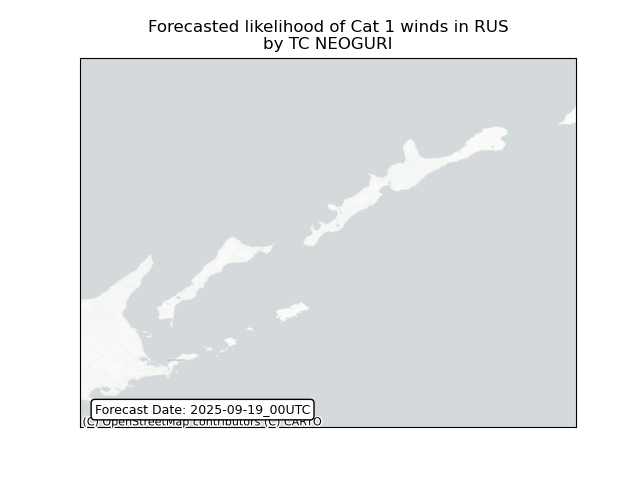 Forecasted likelihood of Cat 1 winds in RUS
by TC NEOGURI
Forecast Date: 2025-09-19_00UTC
(C) OpenStreetMap contributors (C) CARTO